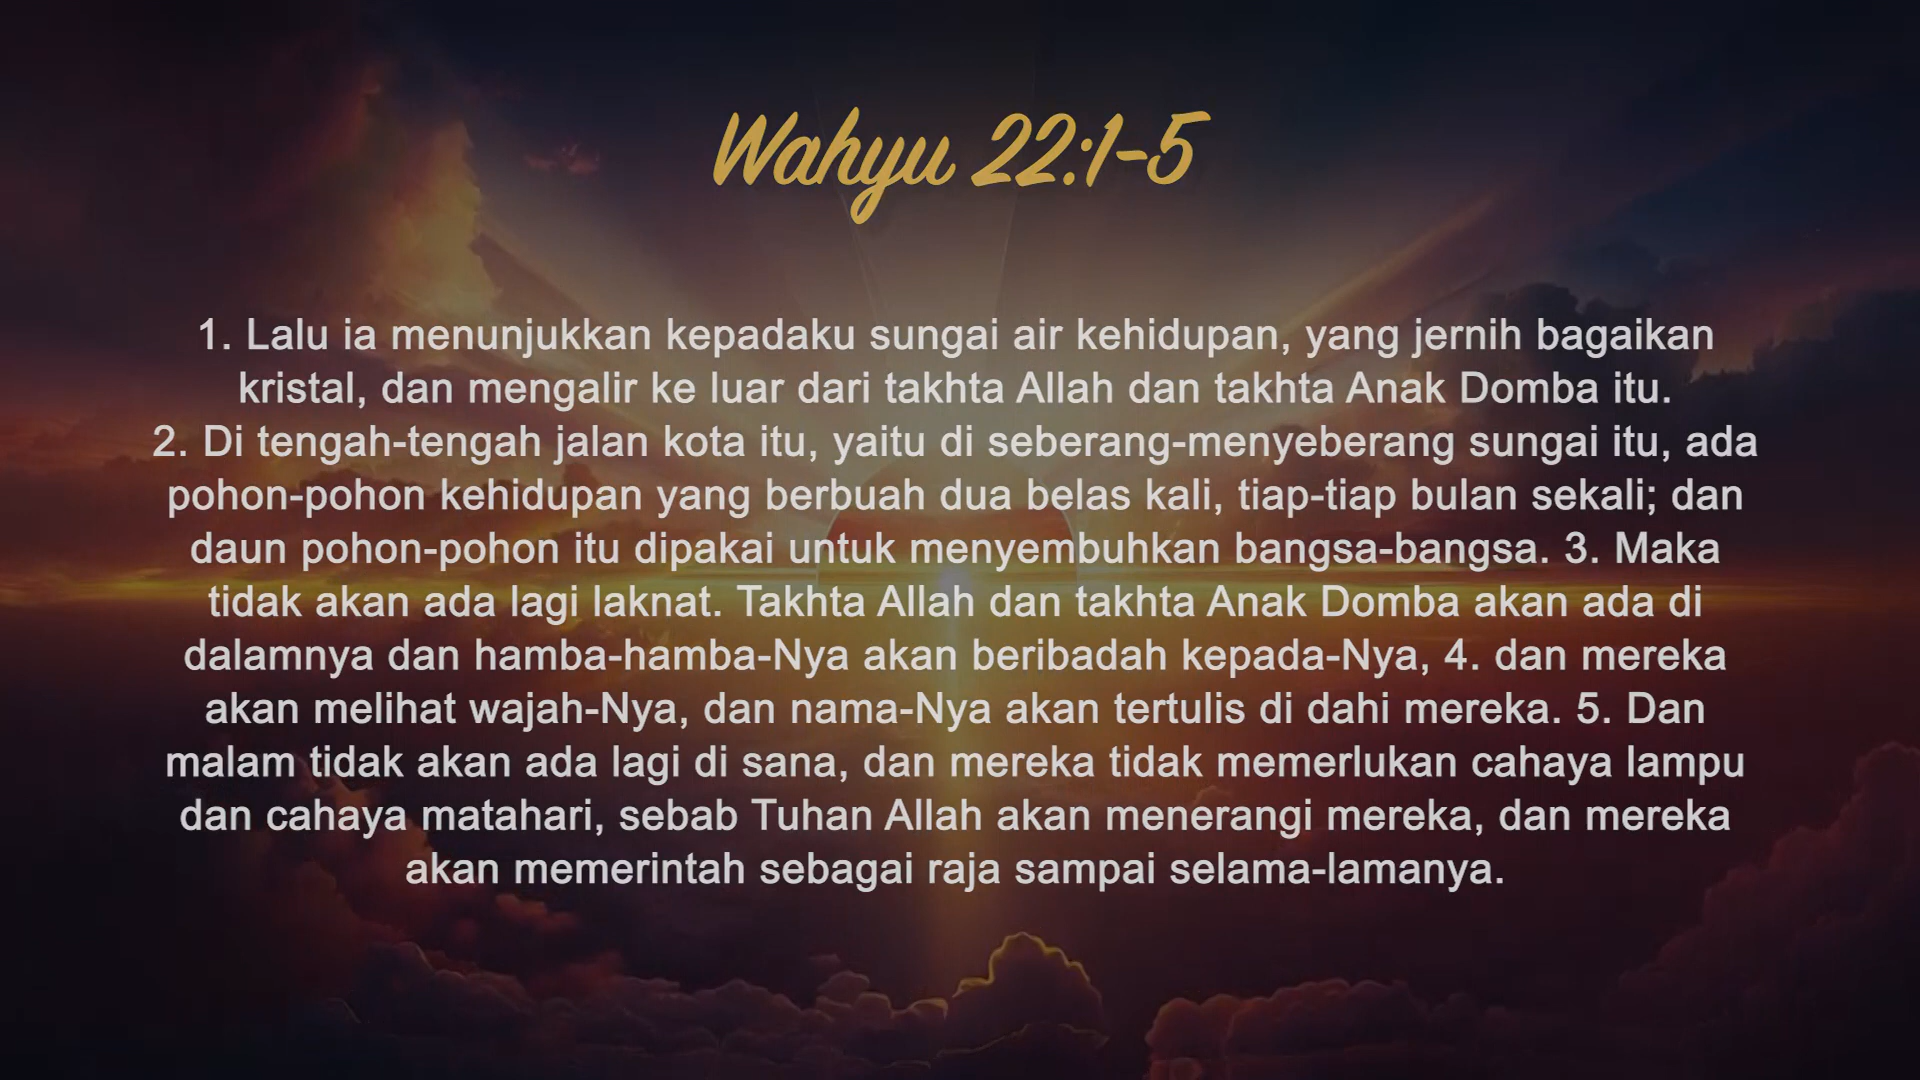 Wahyu 22:1-5
1. Lalu ia menunjukkan kepadaku sungai air kehidupan, yang jernih bagaikan
kristal, dan mengalir ke luar dari takhta Allah dan takhta Anak Domba itu.
2. Di tengah-tengah jalan kota itu, yaitu di seberang-menyeberang sungai itu, ada
pohon-pohon kehidupan yang berbuah dua belas kali, tiap-tiap bulan sekali; dan
daun pohon-pohon itu dipakai untuk menyembuhkan bangsa-bangsa. 3. Maka
tidak akan ada lagi laknat. Takhta Allah dan takhta Anak Domba akan ada di
dalamnya dan hamba-hamba-Nya akan beribadah kepada-Nya, 4. dan mereka
akan melihat wajah-Nya, dan nama-Nya akan tertulis di dahi mereka. 5. Dan
malam tidak akan ada lagi di sana, dan mereka tidak memerlukan cahaya lampu
dan cahaya matahari, sebab Tuhan Allah akan menerangi mereka, dan mereka
akan memerintah sebagai raja sampai selama-lamanya.